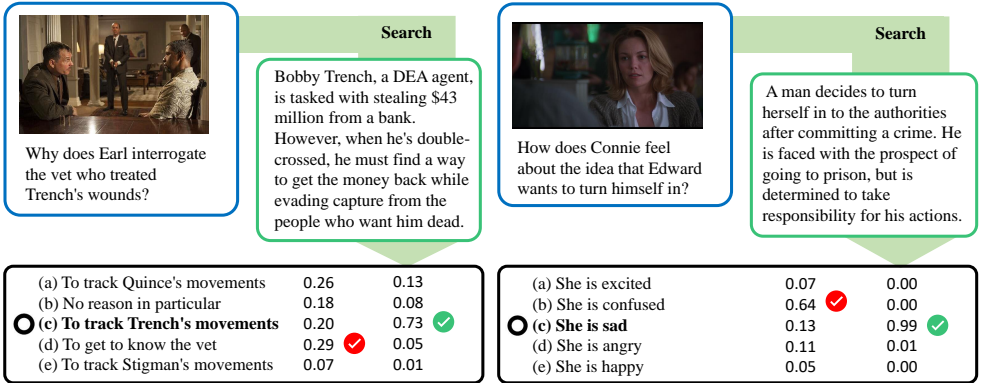 Search
Bobby Trench, a DEA agent,
is tasked with stealing $43
million from a bank.
However, when he's double-
crossed, he must find a way
to get the money back while
evading capture from the
people who want him dead.
Why does Earl interrogate
the vet who treated
Trench's wounds?
(a) To track Quince's movements 0.26 0.13
(b) No reason in particular 0.18 0.08
(c) To track Trench's movements 0.20 0.73
(d) To get to know the vet 0.29 0.05
(e) To track Stigman's movements 0.07 0.01
Search
A man decides to turn
herself in to the authorities
after committing a crime. He
is faced with the prospect of
going to prison, but is
determined to take
responsibility for his actions.
How does Connie feel
about the idea that Edward
wants to turn himself in?
(a) She is excited 0.07 0.00
(b) She is confused 0.64 0.00
(c) She is sad 0.13 0.99
(d) She is angry 0.11 0.01
(e) She is happy 0.05 0.00